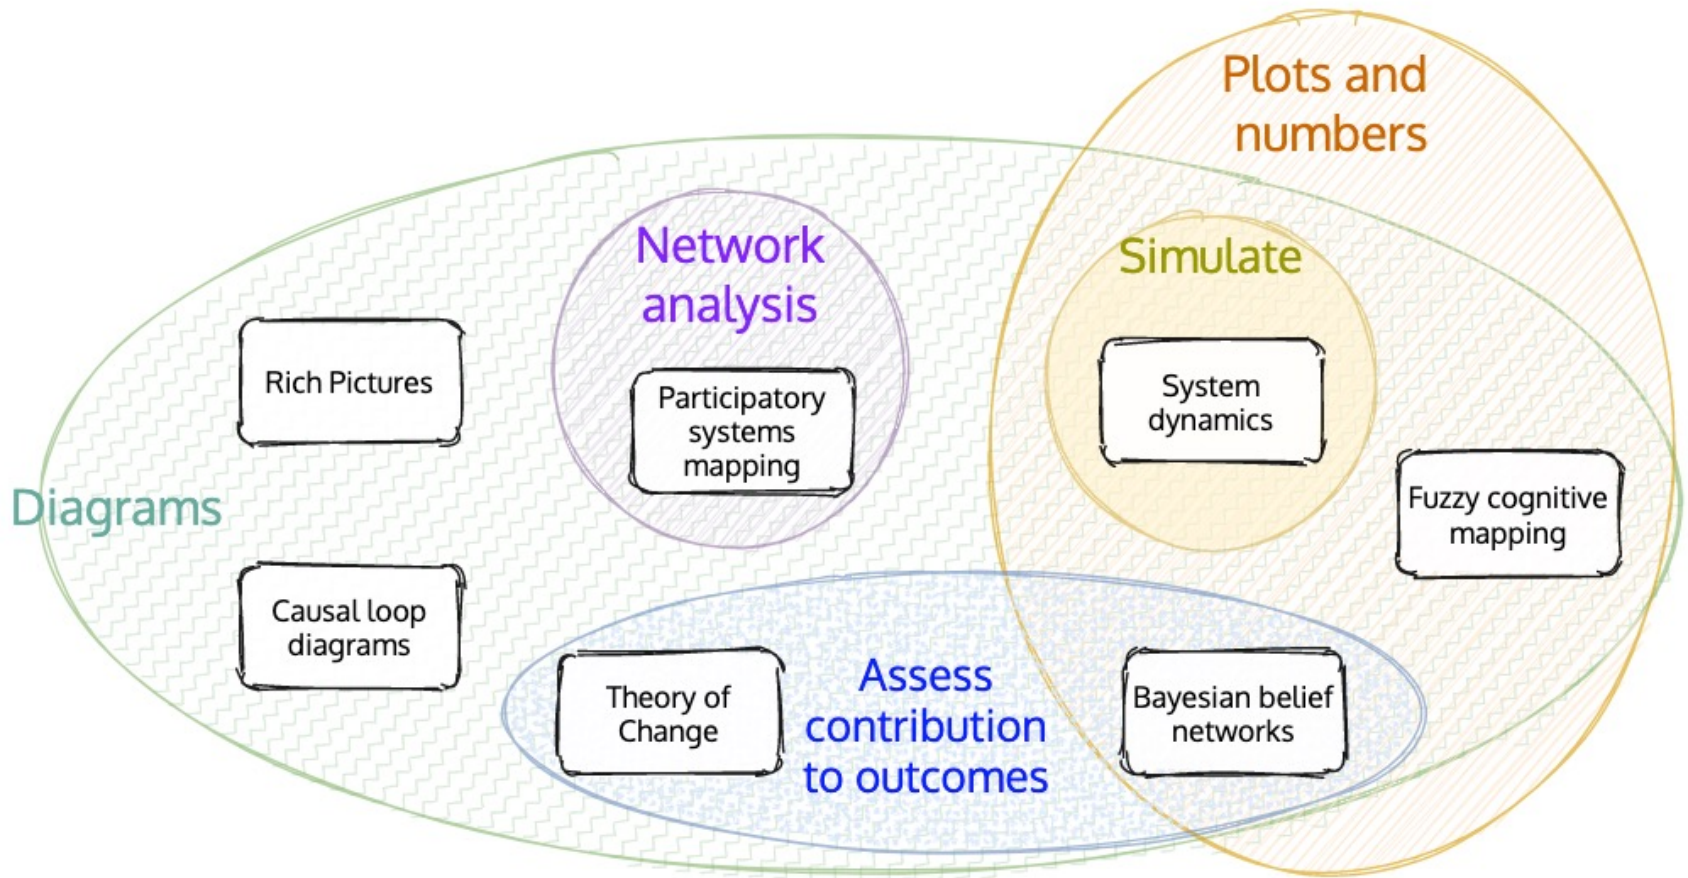 Plots and
numbers
Network
analysis
Simulate
Rich Pictures
Participatory
systems
mapping
System
dynamics
Diagrams
Fuzzy cognitive
mapping
Causal loop
diagrams
Theory of
Change
Assess
contribution
to outcomes
Bayesian belief
networks